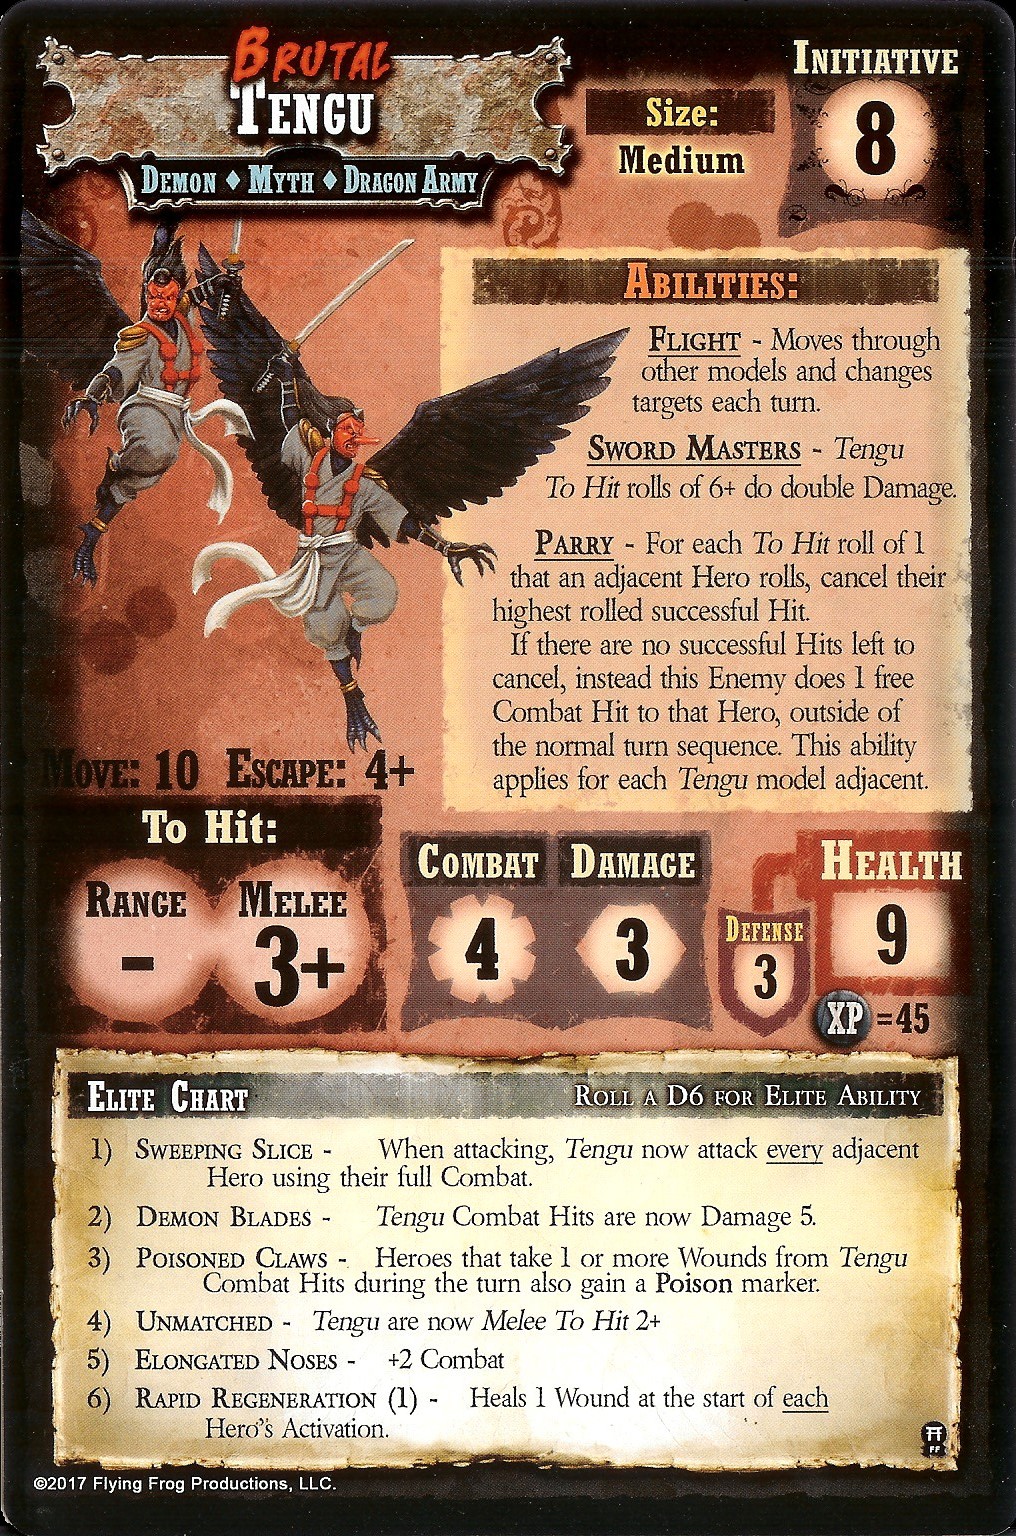 BRUTAL
TENGU
DEMON ♦ MYTH ♦ DRAGON ARMY
Size:
Medium
INITIATIVE
8
ABILITIES:
FLIGHT - Moves through
other models and changes
targets each turn.
SWORD MASTERS - Tengu
To Hit rolls of 6+ do double Damage.
PARRY - For each To Hit roll of 1
that an adjacent Hero rolls, cancel their
highest rolled successful Hit.
If there are no successful Hits left to
cancel, instead this Enemy does 1 free
Combat Hit to that Hero, outside of
the normal turn sequence. This ability
applies for each Tengu model adjacent.
MOVE: 10 ESCAPE: 4+
To Hit:
RANGE
-
MELEE
3+
COMBAT
4
DAMAGE
3
DEFENSE
3
HEALTH
9
XP =45
ELITE CHART
ROLL A D6 FOR ELITE ABILITY
1) SWEEPING SLICE - When attacking, Tengu now attack every adjacent
Hero using their full Combat.
2) DEMON BLADES - Tengu Combat Hits are now Damage 5.
3) POISONED CLAWS - Heroes that take 1 or more Wounds from Tengu
Combat Hits during the turn also gain a Poison marker.
4) UNMATCHED - Tengu are now Melee To Hit 2+
5) ELONGATED NOSES - +2 Combat
6) RAPID REGENERATION (1) - Heals 1 Wound at the start of each
Hero's Activation.
FF
©2017 Flying Frog Productions, LLC.